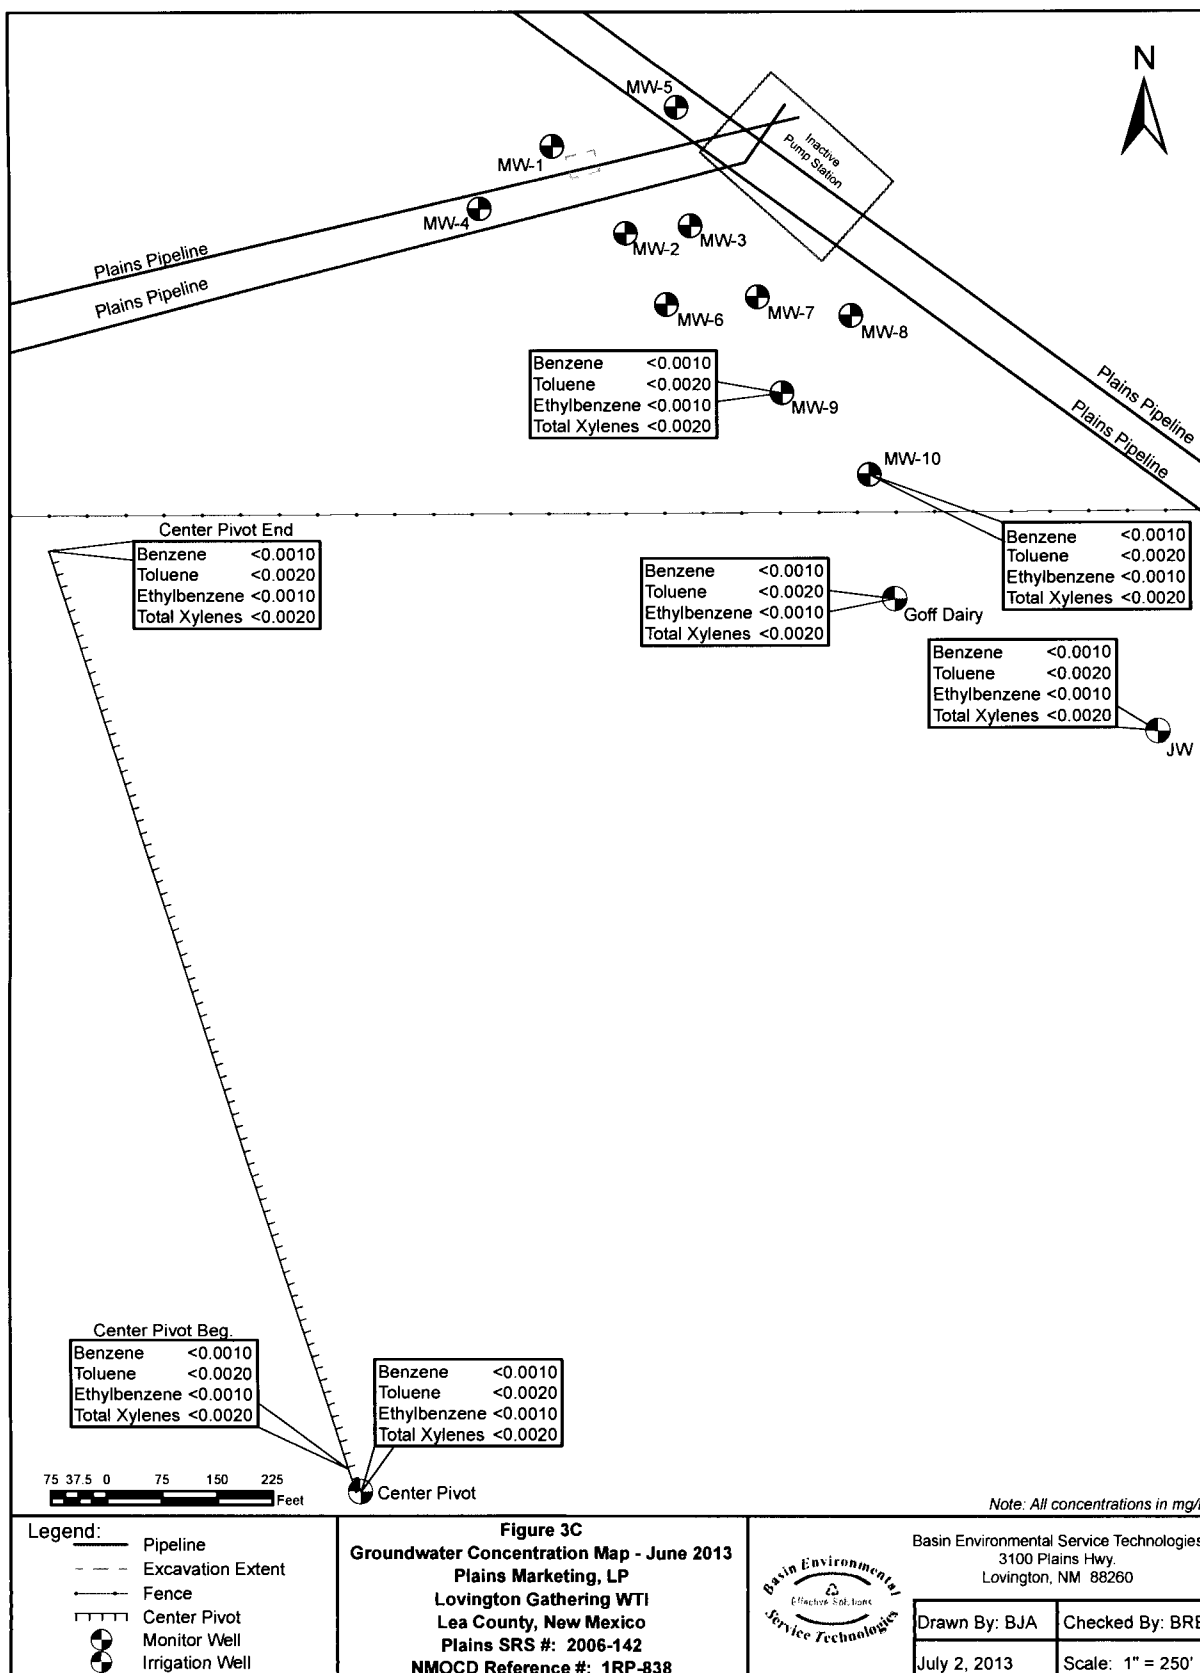 N
MW-5
MW-1
Inactive
Pump Station
MW-4
MW-2
MW-3
Plains Pipeline
Plains Pipeline
MW-6
MW-7
MW-8
Benzene <0.0010
Toluene <0.0020
Ethylbenzene <0.0010
Total Xylenes <0.0020
MW-9
Plains Pipeline
Plains Pipeline
MW-10
Center Pivot End
Benzene <0.0010
Toluene <0.0020
Ethylbenzene <0.0010
Total Xylenes <0.0020
Benzene <0.0010
Toluene <0.0020
Ethylbenzene <0.0010
Total Xylenes <0.0020
Benzene <0.0010
Toluene <0.0020
Ethylbenzene <0.0010
Total Xylenes <0.0020
Goff Dairy
Benzene <0.0010
Toluene <0.0020
Ethylbenzene <0.0010
Total Xylenes <0.0020
JW
Center Pivot Beg.
Benzene <0.0010
Toluene <0.0020
Ethylbenzene <0.0010
Total Xylenes <0.0020
Benzene <0.0010
Toluene <0.0020
Ethylbenzene <0.0010
Total Xylenes <0.0020
75 37.5 0 75 150 225
Feet
Center Pivot
Note: All concentrations in mg/
Legend:
Pipeline
Excavation Extent
Fence
Center Pivot
Monitor Well
Irrigation Well
Figure 3C
Groundwater Concentration Map - June 2013
Plains Marketing, LP
Lovington Gathering WTI
Lea County, New Mexico
Plains SRS #: 2006-142
NMOCD Reference #: 1RP-838
Basin Environmental
Effective Solutions
Service Technologies
Basin Environmental Service Technologies
3100 Plains Hwy.
Lovington, NM 88260
Drawn By: BJA
Checked By: BRB
July 2, 2013
Scale: 1" = 250'